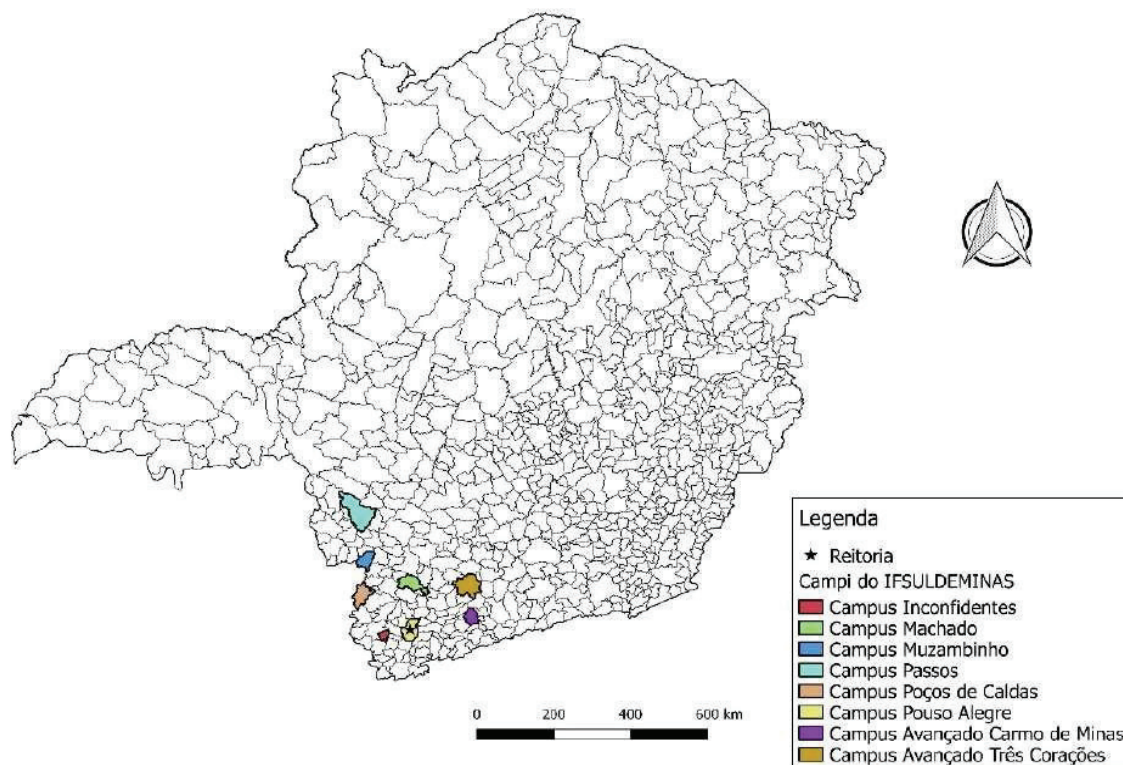 0 200 400 600 km
Legenda
Reitoria
Campi do IFSULDEMINAS
Campus Inconfidentes
Campus Machado
Campus Muzambinho
Campus Passos
Campus Poços de Caldas
Campus Pouso Alegre
Campus Avançado Carmo de Minas
Campus Avançado Três Corações